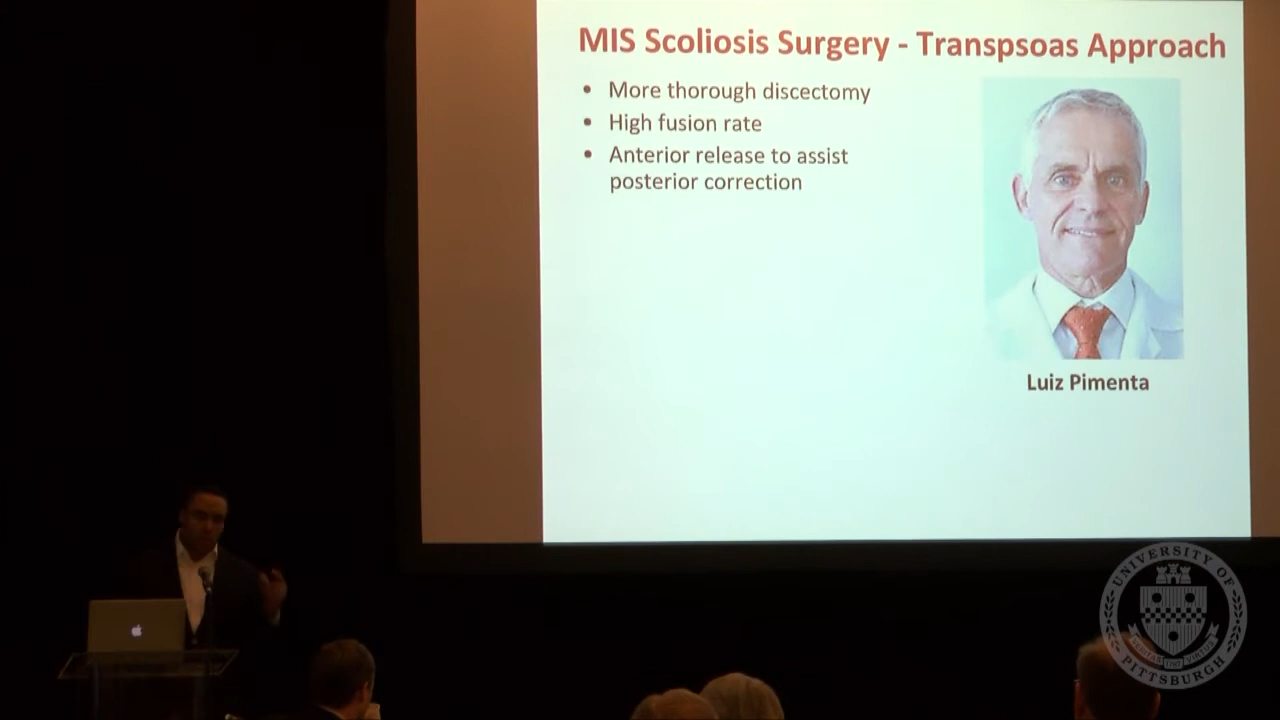 MIS Scoliosis Surgery - Transpsoas Approach
• More thorough discectomy
• High fusion rate
• Anterior release to assist
posterior correction
Luiz Pimenta
UNIVERSITY OF
PITTSBURGH